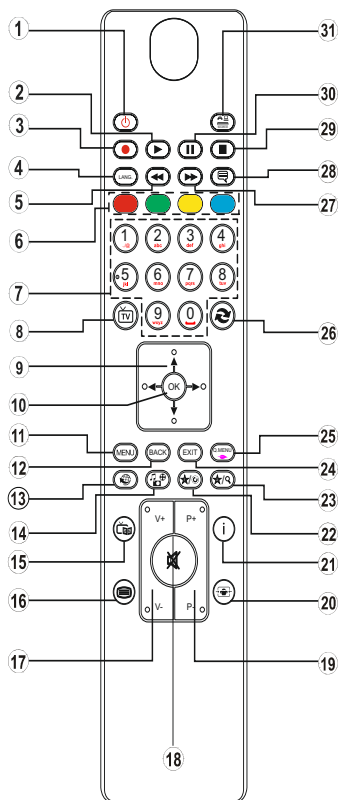 1
31
2
30
3
29
4
LANG.
28
5
27
6
1
2
abc
3
def
4
ghi
7
5
jkl
6
mno
7
pqrs
8
tuv
8
TV
9
wxyz
0
26
9
10
OK
11
MENU
BACK
EXIT
Q.MENU
25
12
24
13
23
14
22
15
V+
P+
i
21
16
20
V-
P-
17
19
18